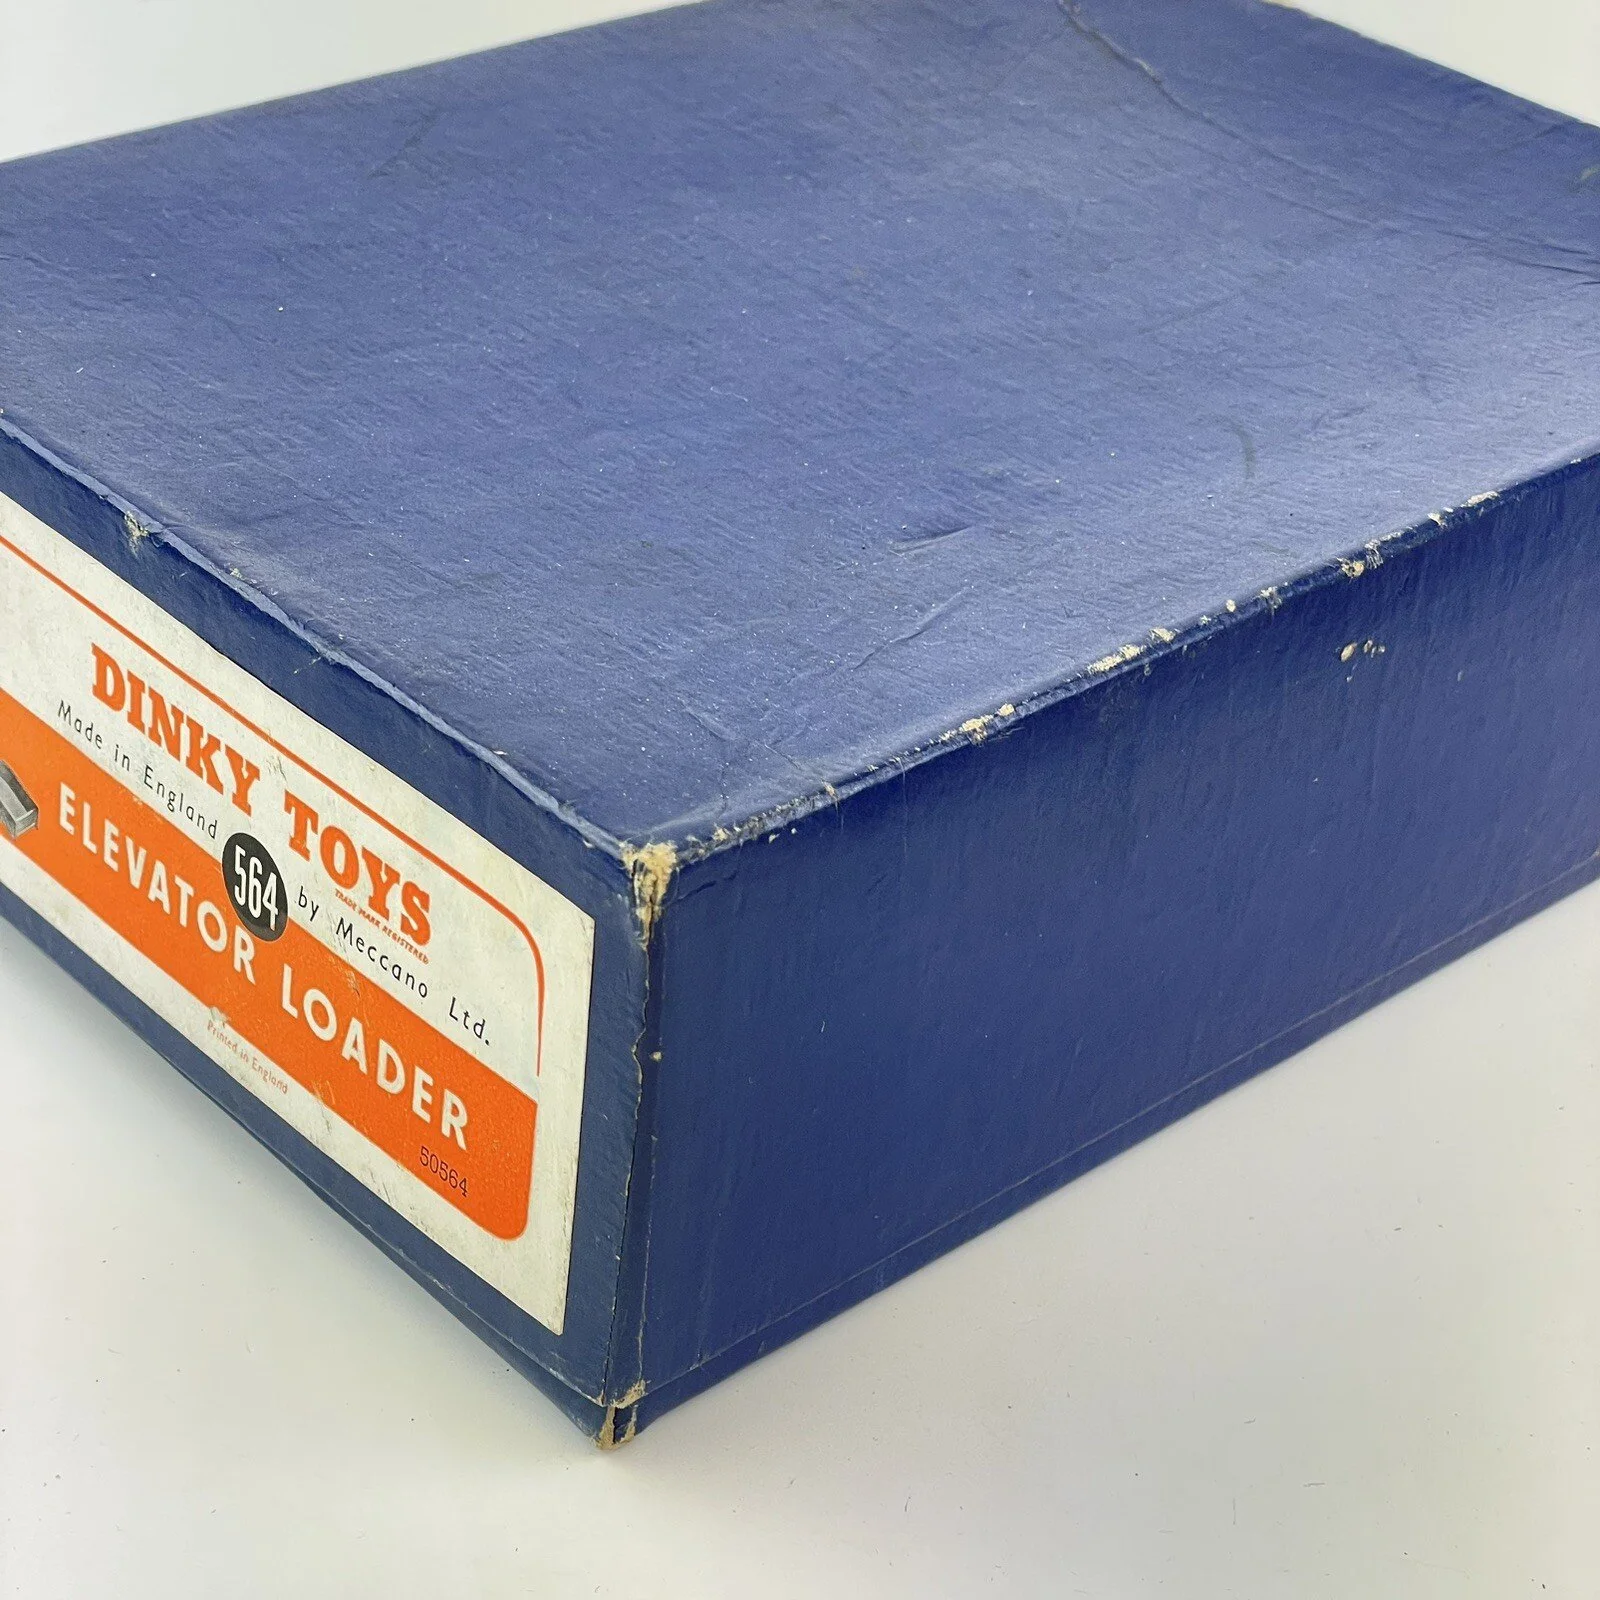 DINKY TOYS
TRADE MARK REGISTERED
Made in England 564 by Meccano Ltd.
ELEVATOR LOADER
50564
Printed in England